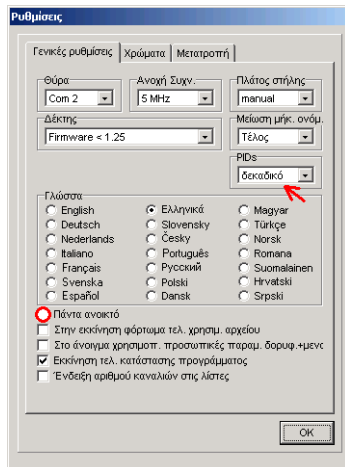 Ρυθμίσεις
Γενικές ρυθμίσεις Χρώματα Μετατροπή
Θύρα Ανοχή Συχν. Πλάτος στήλης
Com 2 5 MHz manual
Δέκτης Μείωση μήκ. ονόμ.
Firmware < 1.25 Τέλος
PIDs
δεκαδικό
Γλώσσα
English Ελληνικά Magyar
Deutsch Slovensky Türkçe
Nederlands Česky Norsk
Italiano Português Romana
Français Русский Suomalainen
Svenska Polski Hrvatski
Español Dansk Srpski
Πάντα ανοικτό
Στην εκκίνηση φόρτωμα τελ. χρησιμ. αρχείου
Στο άνοιγμα χρησιμοπ. προσωπικές παραμ. δορυφ.+μενο
Εκκίνηση τελ. κατάστασης προγράμματος
Ένδειξη αριθμού καναλιών στις λίστες
OK